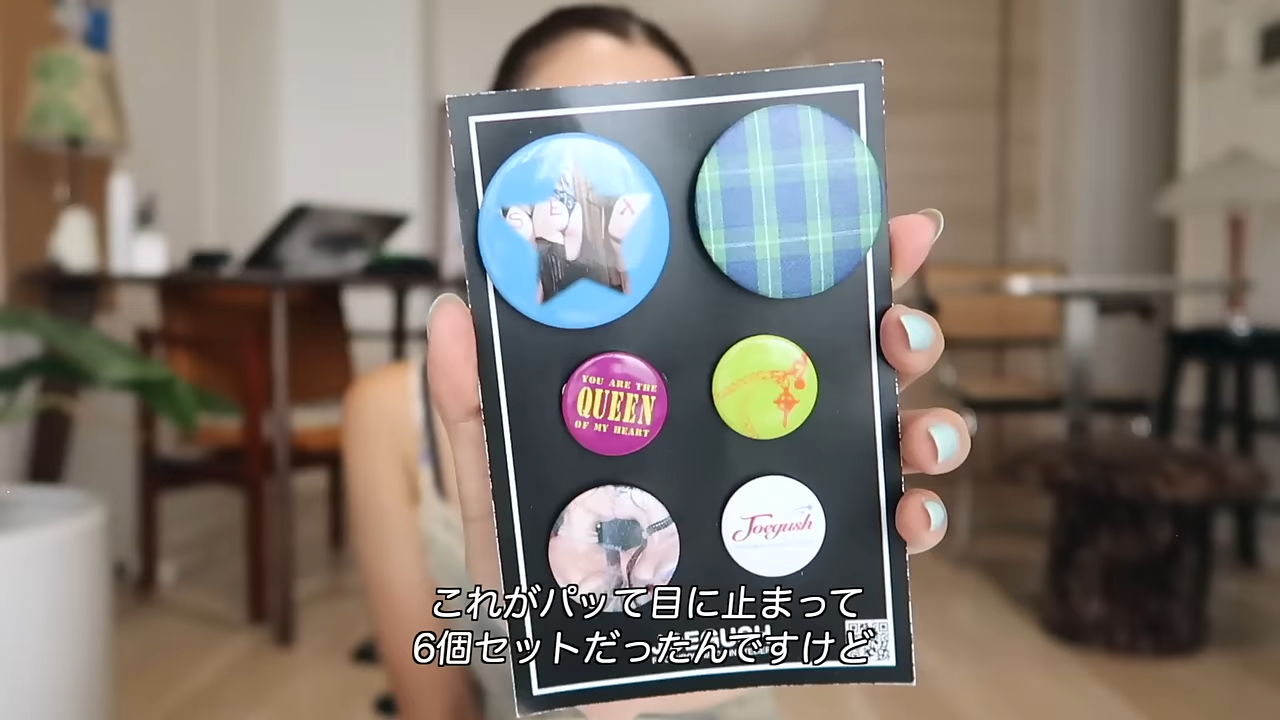 SEX
YOU ARE THE
QUEEN
OF MY HEART
Joegush
これがパッて目に止まって
6個セットだったんですけど